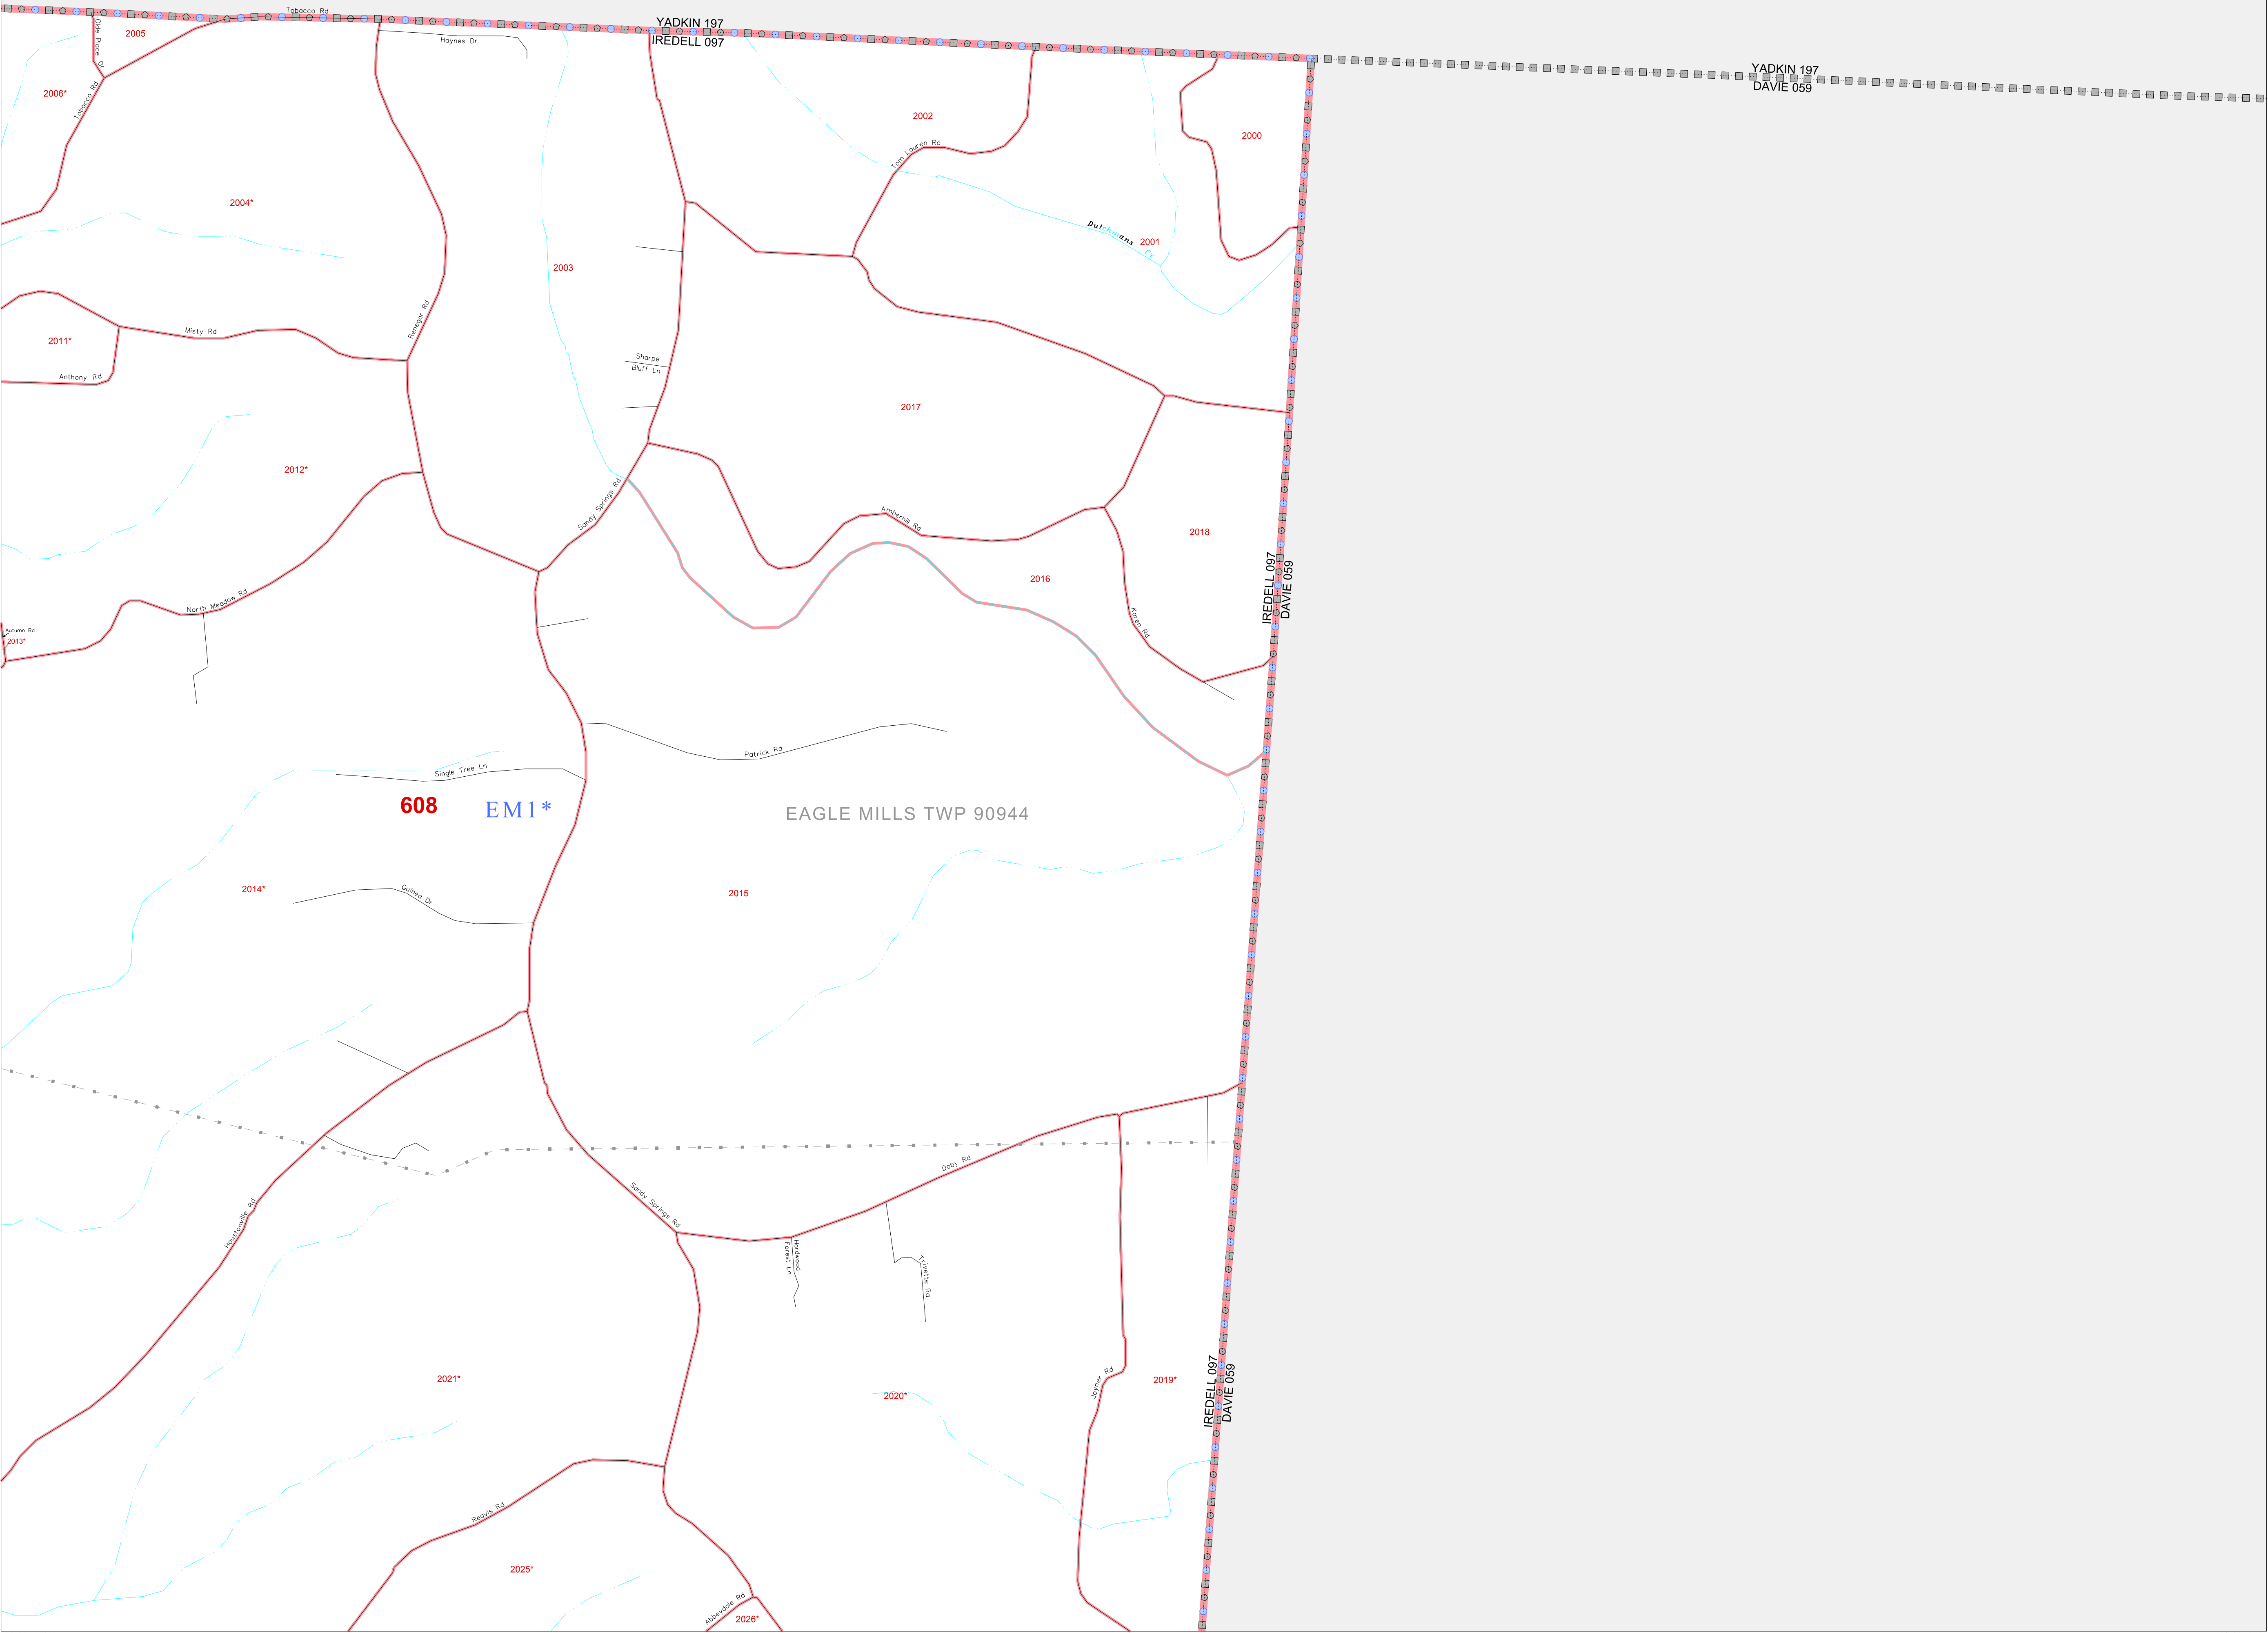 Tobacco Rd
YADKIN 197
IREDELL 097
Olde Place Dr
2005
Haynes Dr
YADKIN 197
DAVIE 059
2006*
Tobacco Rd
2002
2000
Tom Lauren Rd
2004*
Dutchmans Cr
2001
2003
Renegar Rd
Misty Rd
2011*
Sharpe
Bluff Ln
Anthony Rd
2017
2012*
Sandy Springs Rd
Amberhill Rd
2018
IREDELL 097
DAVIE 059
2016
North Meadow Rd
Karen Rd
Autumn Rd
2013*
Patrick Rd
Single Tree Ln
608
EM1*
EAGLE MILLS TWP 90944
2014*
Guinea Dr
2015
Doby Rd
Sandy Springs Rd
Houstonville Rd
Hardwood
Forest Ln
Trivette Rd
2021*
Joyner Rd
2019*
2020*
IREDELL 097
DAVIE 059
Reavis Rd
2025*
Abbeydale Rd
2026*